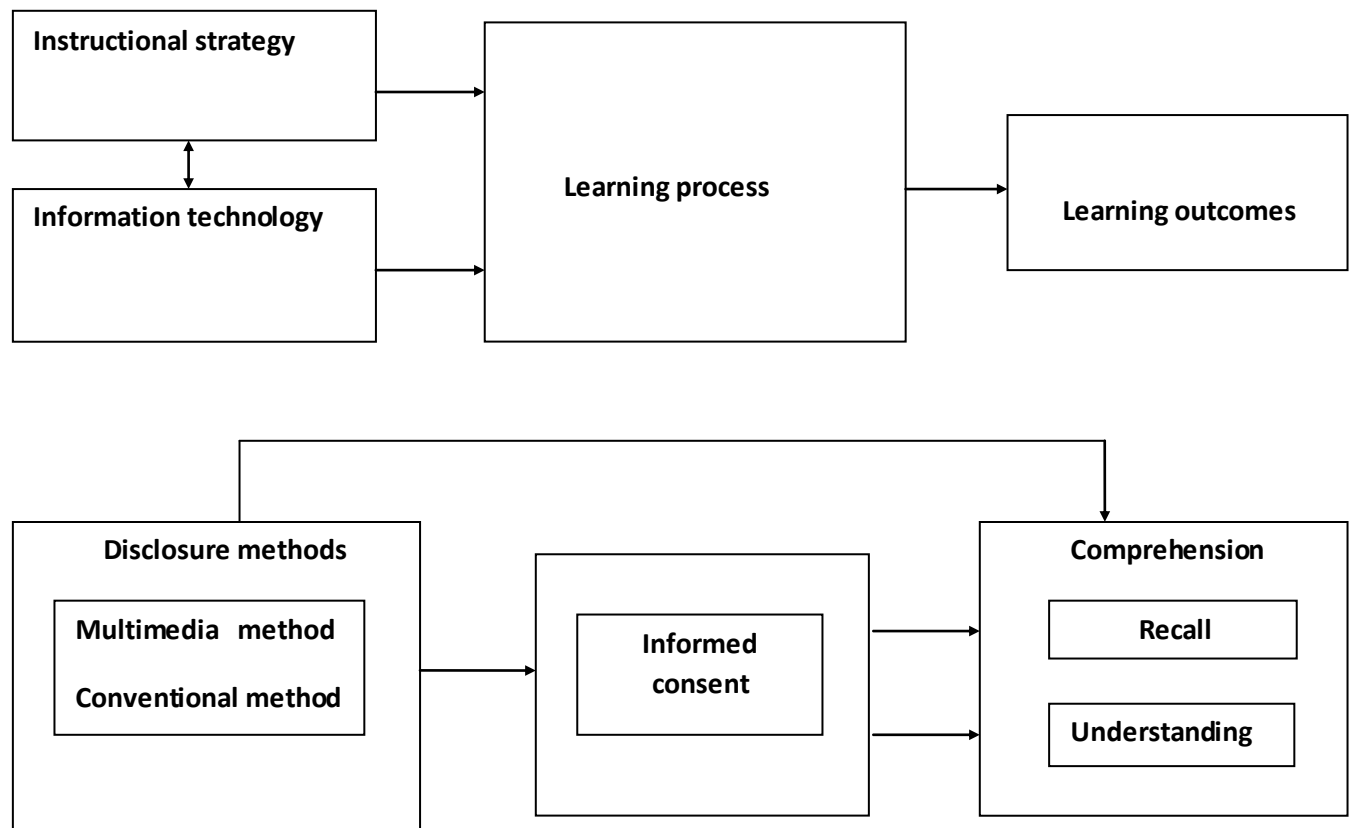 Instructional strategy
Information technology
Learning process
Learning outcomes
Disclosure methods
Multimedia method
Conventional method
Informed
consent
Comprehension
Recall
Understanding